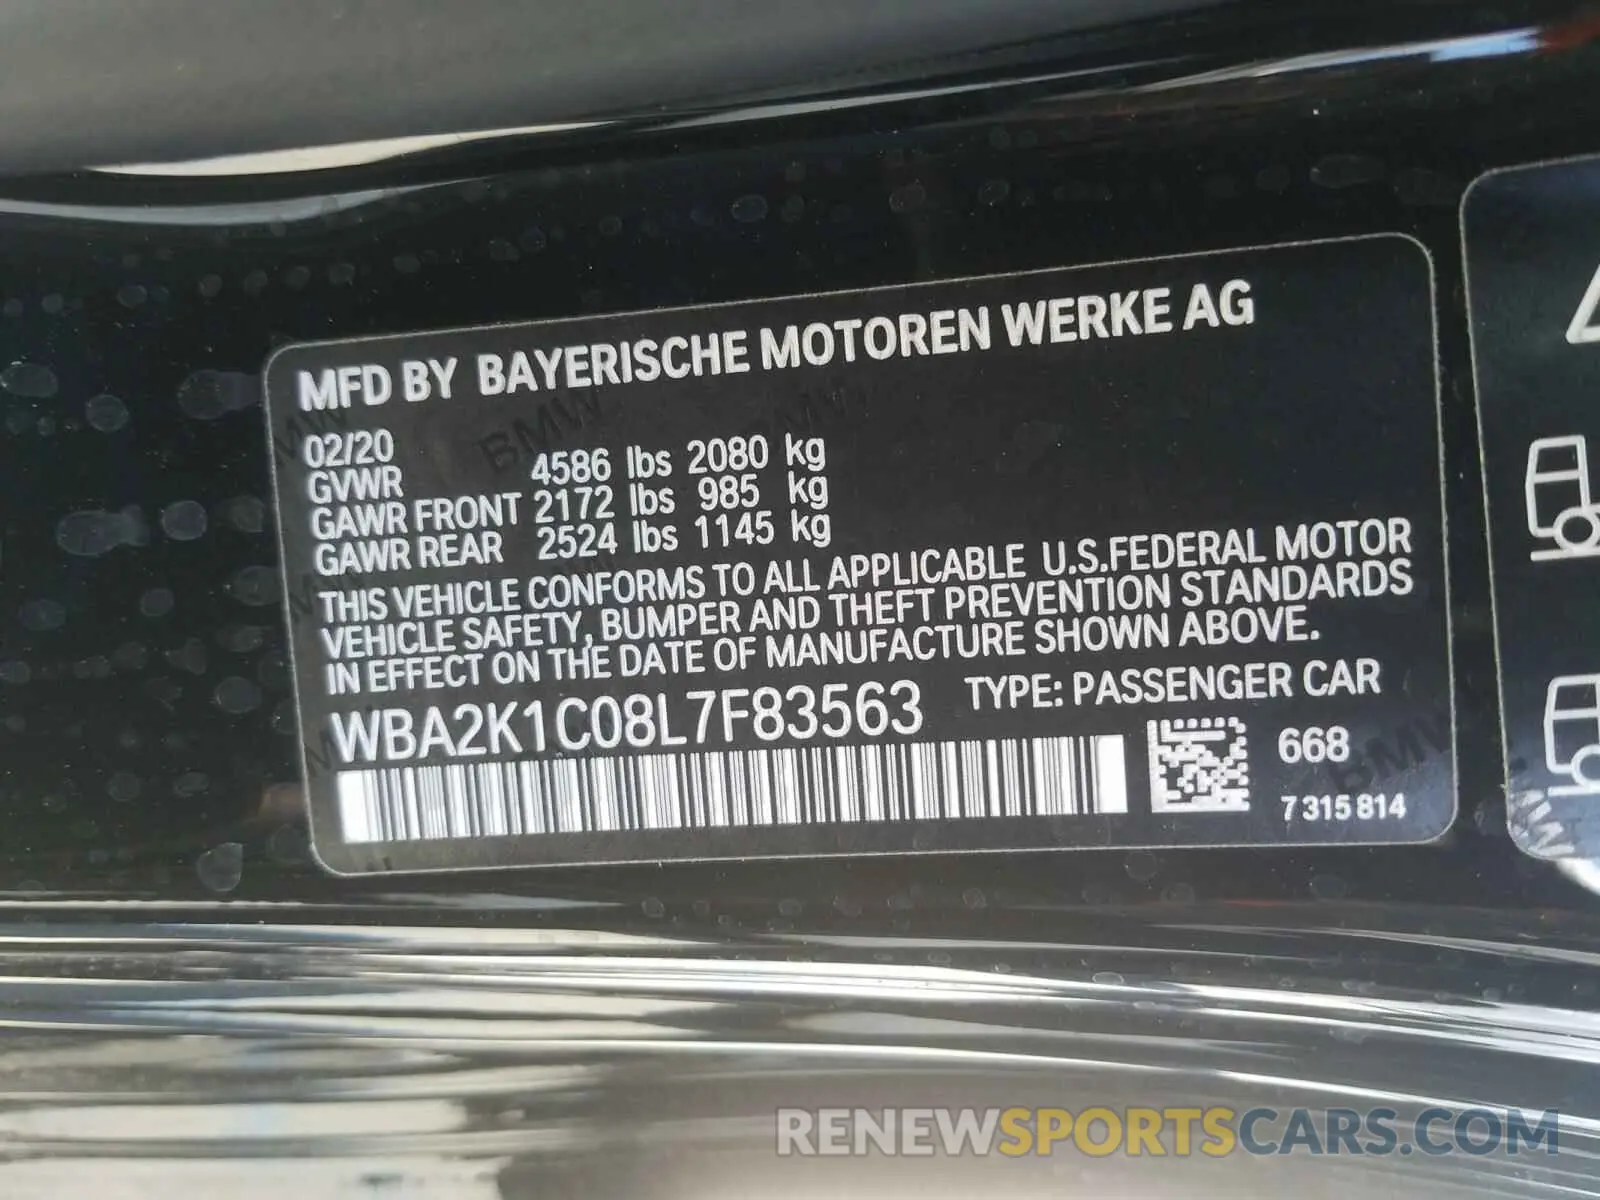 MFD BY BAYERISCHE MOTOREN WERKE AG
02/20
GVWR 4586 lbs 2080 kg
GAWR FRONT 2172 lbs 985 kg
GAWR REAR 2524 lbs 1145 kg
THIS VEHICLE CONFORMS TO ALL APPLICABLE U.S.FEDERAL MOTOR
VEHICLE SAFETY, BUMPER AND THEFT PREVENTION STANDARDS
IN EFFECT ON THE DATE OF MANUFACTURE SHOWN ABOVE.
WBA2K1C08L7F83563 TYPE: PASSENGER CAR
668
7 315 814
RENEWSPORTSCARS.COM